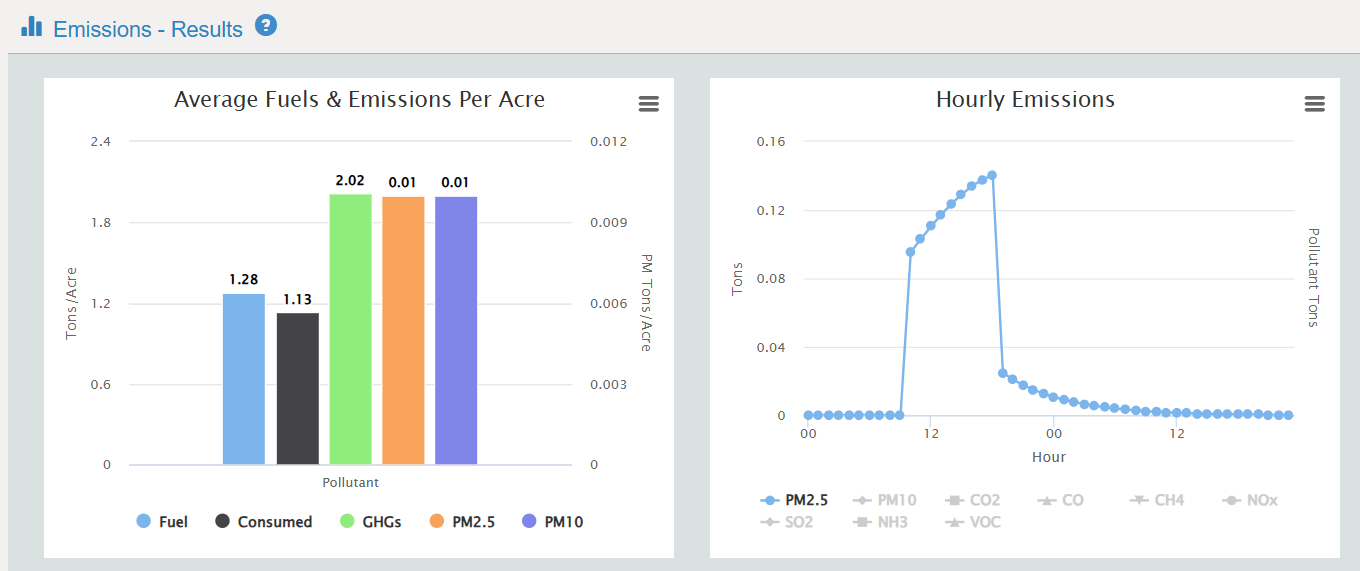 Emissions - Results ?
Average Fuels & Emissions Per Acre
2.4
1.8
1.2
0.6
0
Tons/Acre
2.02
0.01
0.01
1.28
1.13
0.012
0.009
0.006
0.003
0
PM Tons/Acre
Pollutant
Fuel Consumed GHGs PM2.5 PM10
Hourly Emissions
0.16
0.12
0.08
0.04
0
Tons
Pollutant Tons
00 12 00 12
Hour
PM2.5 PM10 CO2 CO CH4 NOx
SO2 NH3 VOC